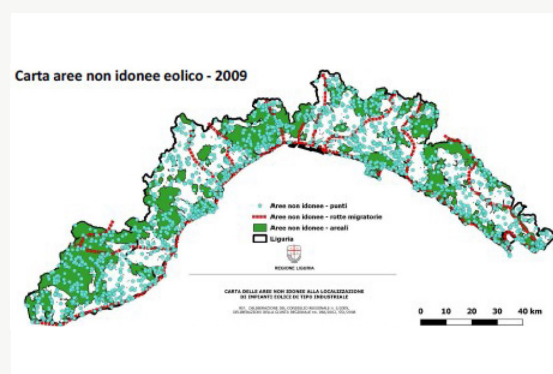 Carta aree non idonee eolico - 2009
Aree non idonee - punti
Aree non idonee - rotte migratorie
Aree non idonee - areali
Liguria
REGIONE LIGURIA
CARTA DELLE AREE NON IDONEE ALLA LOCALIZZAZIONE
DI IMPIANTI EOLICI DI TIPO INDUSTRIALE
0 10 20 30 40 km